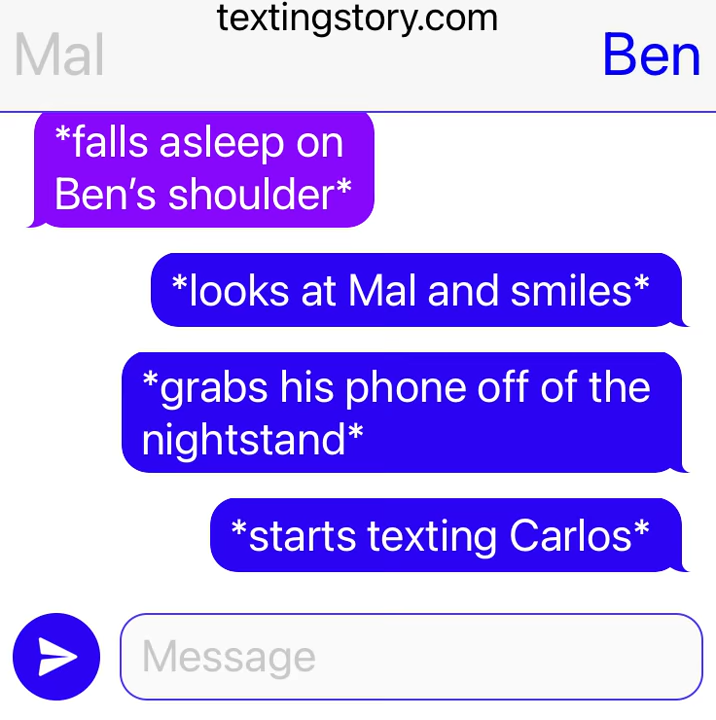 textingstory.com
Mal
Ben
*falls asleep on
Ben’s shoulder*
*looks at Mal and smiles*
*grabs his phone off of the
nightstand*
*starts texting Carlos*
Message